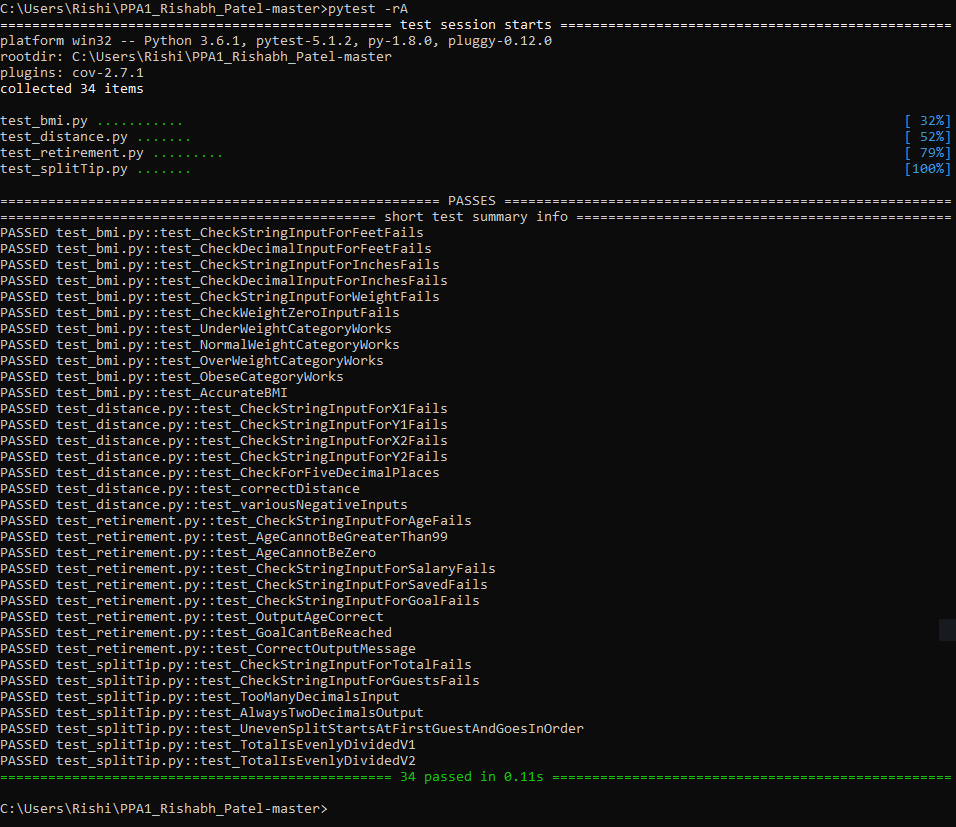 C:\Users\Rishi\PPA1_Rishabh_Patel-master>pytest -rA
================================================= test session starts =================================================
platform win32 -- Python 3.6.1, pytest-5.1.2, py-1.8.0, pluggy-0.12.0
rootdir: C:\Users\Rishi\PPA1_Rishabh_Patel-master
plugins: cov-2.7.1
collected 34 items
test_bmi.py ........... [ 32%]
test_distance.py ....... [ 52%]
test_retirement.py ......... [ 79%]
test_splitTip.py ....... [100%]
======================================================= PASSES ========================================================
=============================================== short test summary info ===============================================
PASSED test_bmi.py::test_CheckStringInputForFeetFails
PASSED test_bmi.py::test_CheckDecimalInputForFeetFails
PASSED test_bmi.py::test_CheckStringInputForInchesFails
PASSED test_bmi.py::test_CheckDecimalInputForInchesFails
PASSED test_bmi.py::test_CheckStringInputForWeightFails
PASSED test_bmi.py::test_CheckWeightZeroInputFails
PASSED test_bmi.py::test_UnderWeightCategoryWorks
PASSED test_bmi.py::test_NormalWeightCategoryWorks
PASSED test_bmi.py::test_OverWeightCategoryWorks
PASSED test_bmi.py::test_ObeseCategoryWorks
PASSED test_bmi.py::test_AccurateBMI
PASSED test_distance.py::test_CheckStringInputForX1Fails
PASSED test_distance.py::test_CheckStringInputForY1Fails
PASSED test_distance.py::test_CheckStringInputForX2Fails
PASSED test_distance.py::test_CheckStringInputForY2Fails
PASSED test_distance.py::test_CheckForFiveDecimalPlaces
PASSED test_distance.py::test_correctDistance
PASSED test_distance.py::test_variousNegativeInputs
PASSED test_retirement.py::test_CheckStringInputForAgeFails
PASSED test_retirement.py::test_AgeCannotBeGreaterThan99
PASSED test_retirement.py::test_AgeCannotBeZero
PASSED test_retirement.py::test_CheckStringInputForSalaryFails
PASSED test_retirement.py::test_CheckStringInputForSavedFails
PASSED test_retirement.py::test_CheckStringInputForGoalFails
PASSED test_retirement.py::test_OutputAgeCorrect
PASSED test_retirement.py::test_GoalCantBeReached
PASSED test_retirement.py::test_CorrectOutputMessage
PASSED test_splitTip.py::test_CheckStringInputForTotalFails
PASSED test_splitTip.py::test_CheckStringInputForGuestsFails
PASSED test_splitTip.py::test_TooManyDecimalsInput
PASSED test_splitTip.py::test_AlwaysTwoDecimalsOutput
PASSED test_splitTip.py::test_UnevenSplitStartsAtFirstGuestAndGoesInOrder
PASSED test_splitTip.py::test_TotalIsEvenlyDividedV1
PASSED test_splitTip.py::test_TotalIsEvenlyDividedV2
================================================= 34 passed in 0.11s ==================================================
C:\Users\Rishi\PPA1_Rishabh_Patel-master>